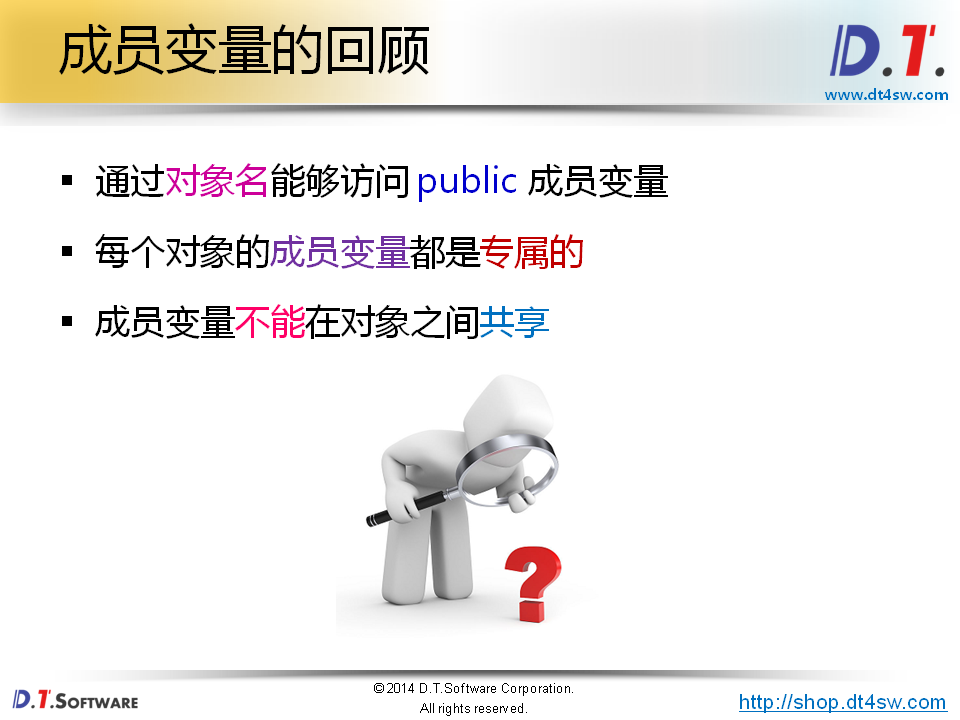 成员变量的回顾
D.T.
www.dt4sw.com
▪ 通过对象名能够访问 public 成员变量
▪ 每个对象的成员变量都是专属的
▪ 成员变量不能在对象之间共享
?
D.T.SOFTWARE
©2014 D.T.Software Corporation.
All rights reserved.
http://shop.dt4sw.com